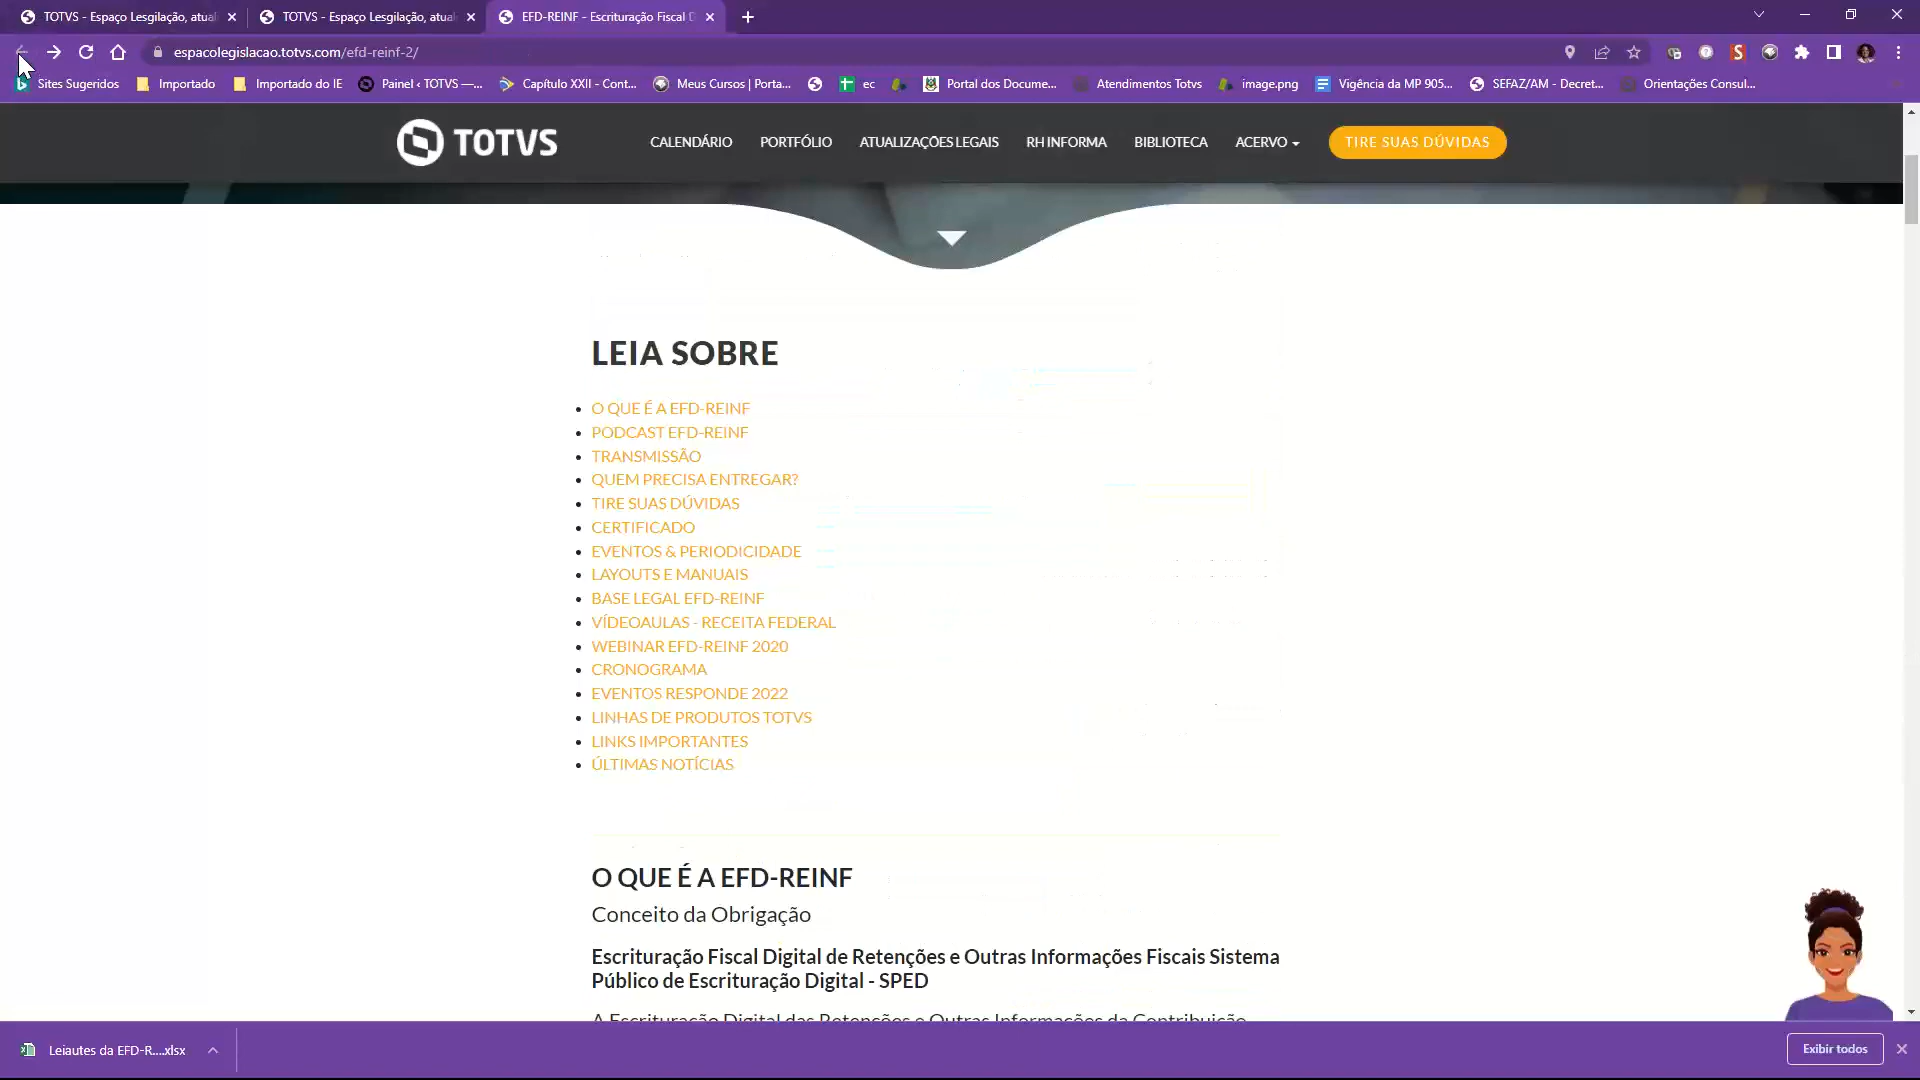 TOTVS - Espaço Lesgilação, atual
TOTVS - Espaço Lesgilação, atual
EFD-REINF - Escrituração Fiscal D
espacolegislacao.totvs.com/efd-reinf-2/
Sites Sugeridos
Importado
Importado do IE
Painel ‹ TOTVS —...
Capítulo XXII - Cont...
Meus Cursos | Porta...
ec
Portal dos Docume...
Atendimentos Totvs
image.png
Vigência da MP 905...
SEFAZ/AM - Decret...
Orientações Consul...
TOTVS
CALENDÁRIO
PORTFÓLIO
ATUALIZAÇÕES LEGAIS
RH INFORMA
BIBLIOTECA
ACERVO
TIRE SUAS DÚVIDAS
LEIA SOBRE
O QUE É A EFD-REINF
PODCAST EFD-REINF
TRANSMISSÃO
QUEM PRECISA ENTREGAR?
TIRE SUAS DÚVIDAS
CERTIFICADO
EVENTOS & PERIODICIDADE
LAYOUTS E MANUAIS
BASE LEGAL EFD-REINF
VÍDEOAULAS - RECEITA FEDERAL
WEBINAR EFD-REINF 2020
CRONOGRAMA
EVENTOS RESPONDE 2022
LINHAS DE PRODUTOS TOTVS
LINKS IMPORTANTES
ÚLTIMAS NOTÍCIAS
O QUE É A EFD-REINF
Conceito da Obrigação
Escrituração Fiscal Digital de Retenções e Outras Informações Fiscais Sistema
Público de Escrituração Digital - SPED
A Escrituração Digital das Retenções e Outras Informações da Contribuição
Leiautes da EFD-R....xlsx
Exibir todos